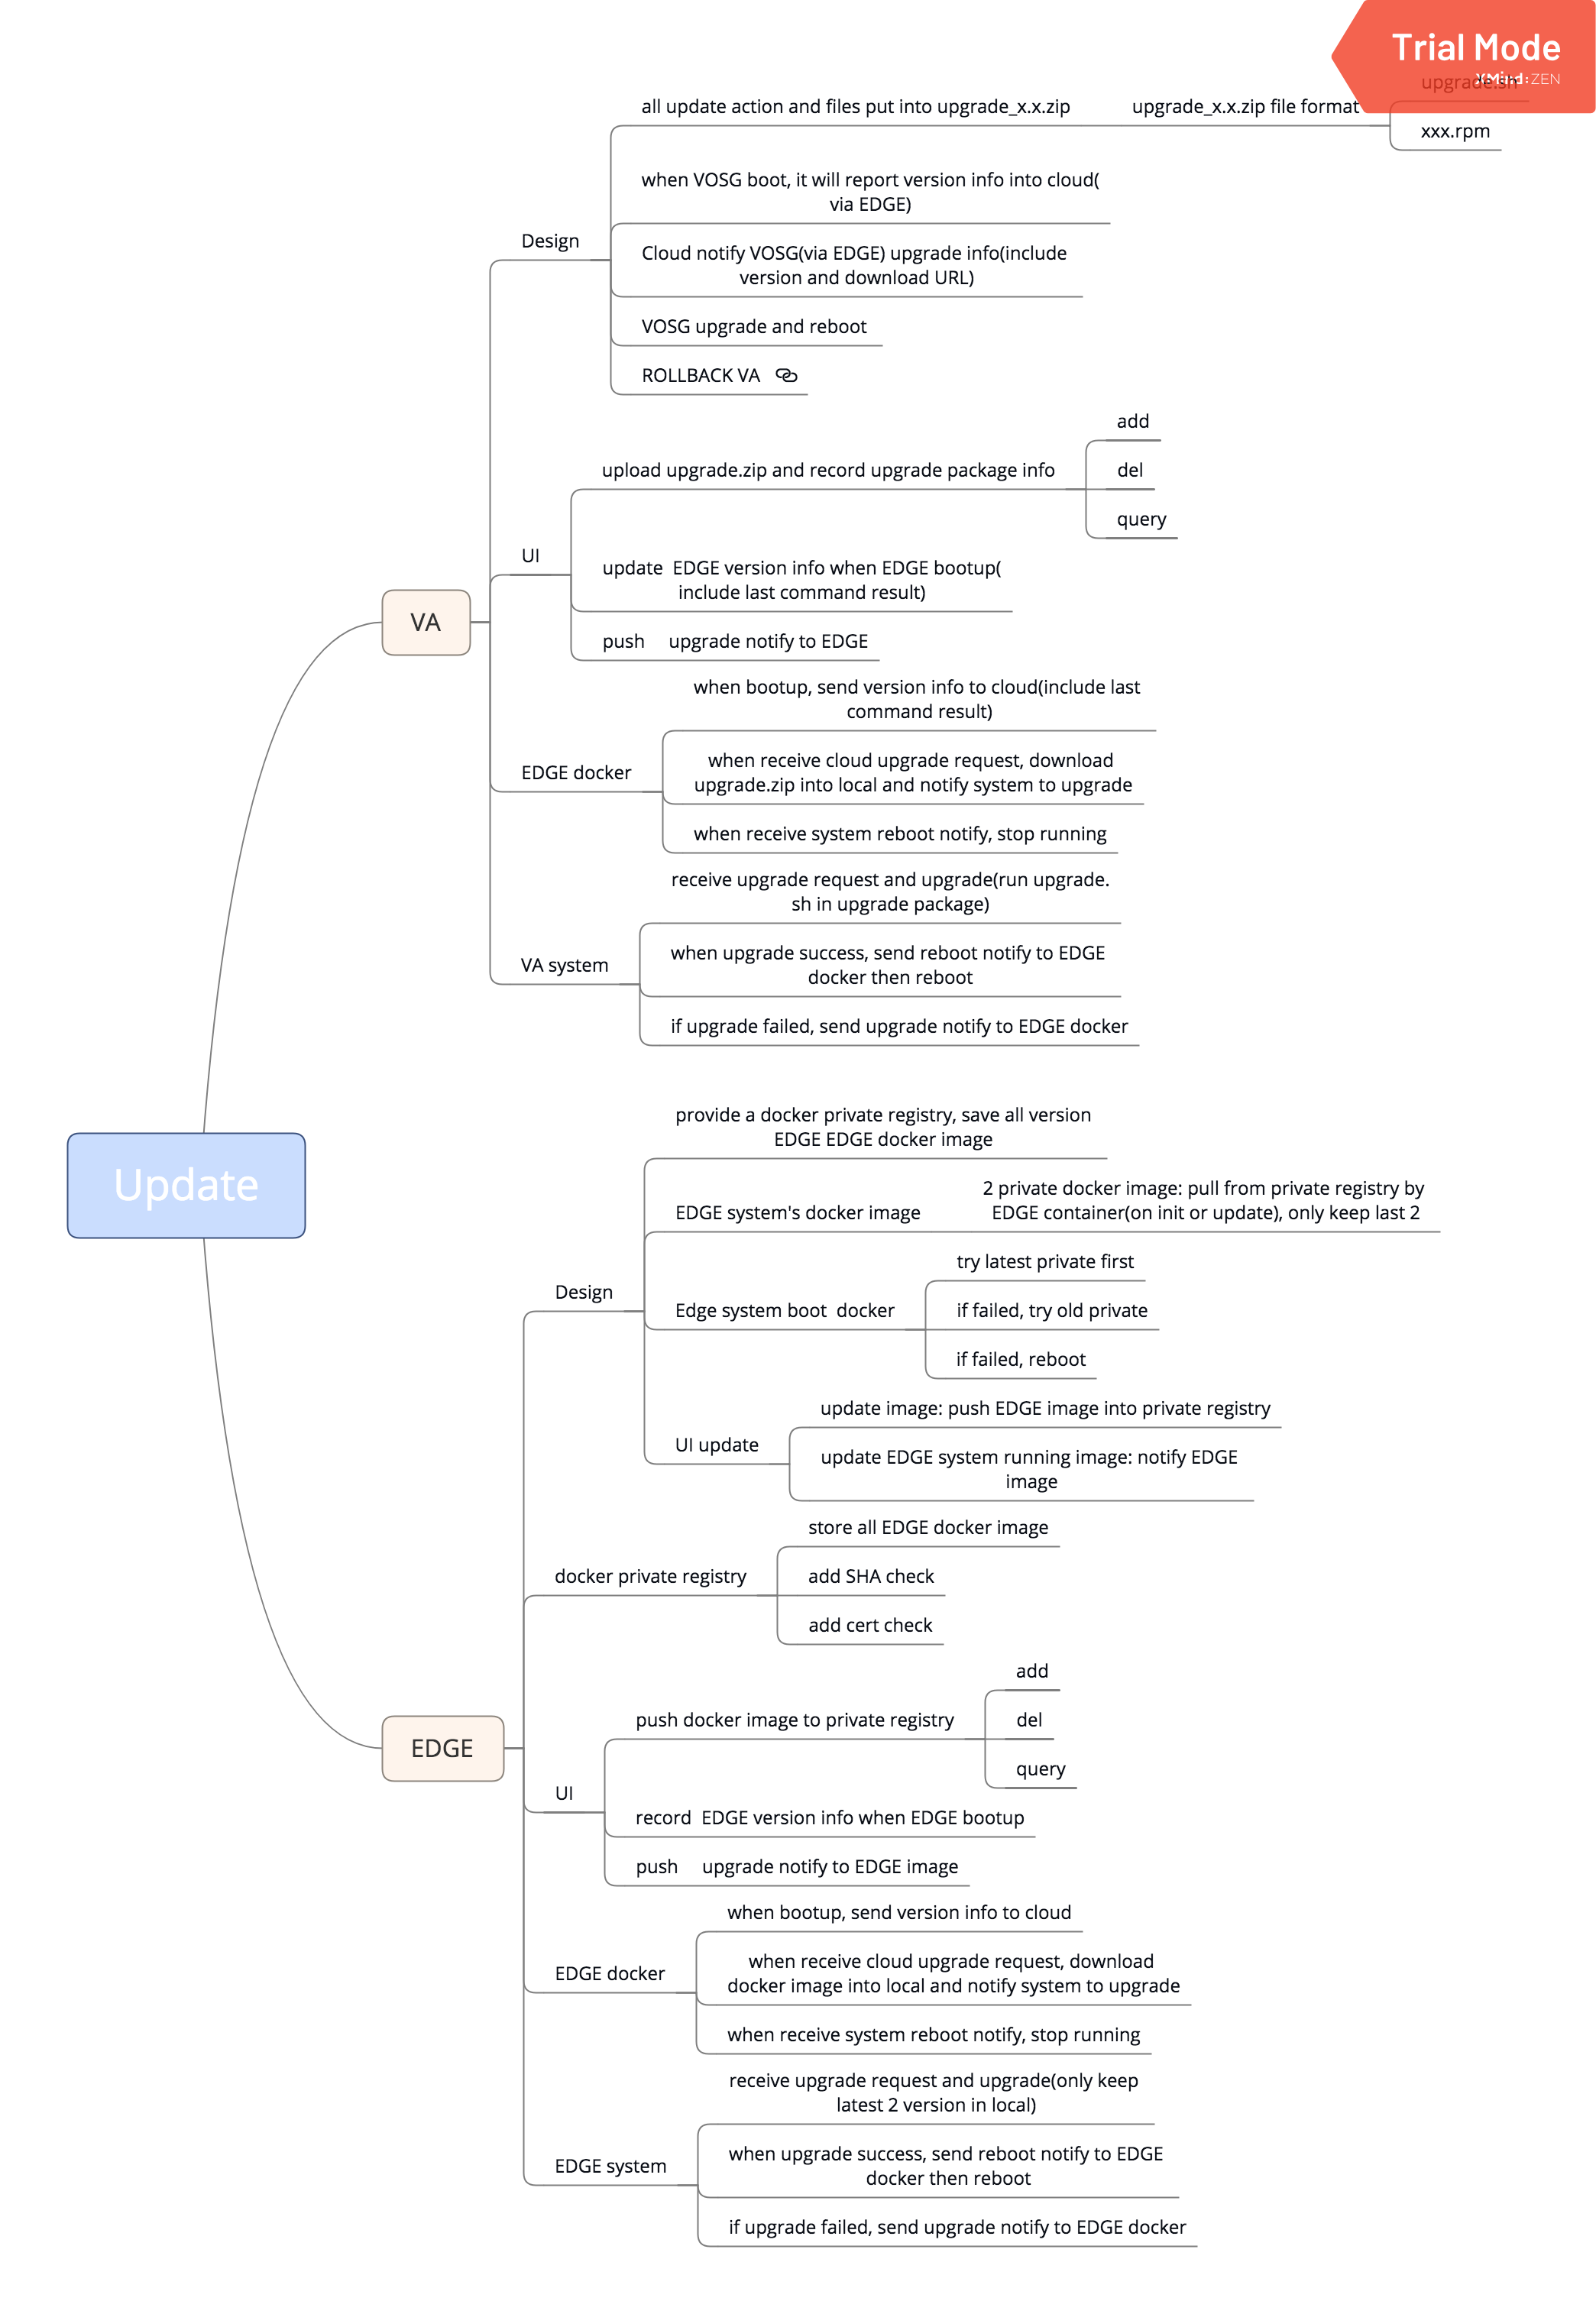 Trial Mode
XMind:ZEN
upgrade.sh
all update action and files put into upgrade_x.x.zip
upgrade_x.x.zip file format
xxx.rpm
when VOSG boot, it will report version info into cloud(
via EDGE)
Design
Cloud notify VOSG(via EDGE) upgrade info(include
version and download URL)
VOSG upgrade and reboot
ROLLBACK VA
add
upload upgrade.zip and record upgrade package info
del
query
UI
update  EDGE version info when EDGE bootup(
include last command result)
VA
push     upgrade notify to EDGE
when bootup, send version info to cloud(include last
command result)
EDGE docker
when receive cloud upgrade request, download
upgrade.zip into local and notify system to upgrade
when receive system reboot notify, stop running
receive upgrade request and upgrade(run upgrade.
sh in upgrade package)
VA system
when upgrade success, send reboot notify to EDGE
docker then reboot
if upgrade failed, send upgrade notify to EDGE docker
Update
provide a docker private registry, save all version
EDGE EDGE docker image
EDGE system's docker image
2 private docker image: pull from private registry by
EDGE container(on init or update), only keep last 2
Design
try latest private first
Edge system boot  docker
if failed, try old private
if failed, reboot
UI update
update image: push EDGE image into private registry
update EDGE system running image: notify EDGE
image
store all EDGE docker image
docker private registry
add SHA check
add cert check
add
push docker image to private registry
del
query
EDGE
UI
record  EDGE version info when EDGE bootup
push     upgrade notify to EDGE image
when bootup, send version info to cloud
EDGE docker
when receive cloud upgrade request, download
docker image into local and notify system to upgrade
when receive system reboot notify, stop running
receive upgrade request and upgrade(only keep
latest 2 version in local)
EDGE system
when upgrade success, send reboot notify to EDGE
docker then reboot
if upgrade failed, send upgrade notify to EDGE docker